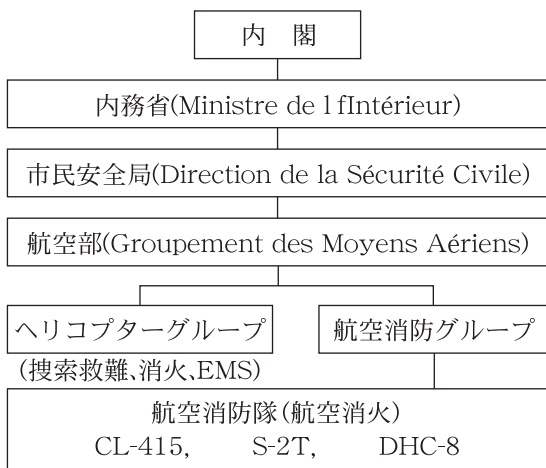 内 閣
内務省(Ministre de l fIntérieur)
市民安全局(Direction de la Sécurité Civile)
航空部(Groupement des Moyens Aériens)
ヘリコプターグループ
航空消防グループ
(捜索救難、消火、EMS)
航空消防隊(航空消火)
CL-415, S-2T, DHC-8